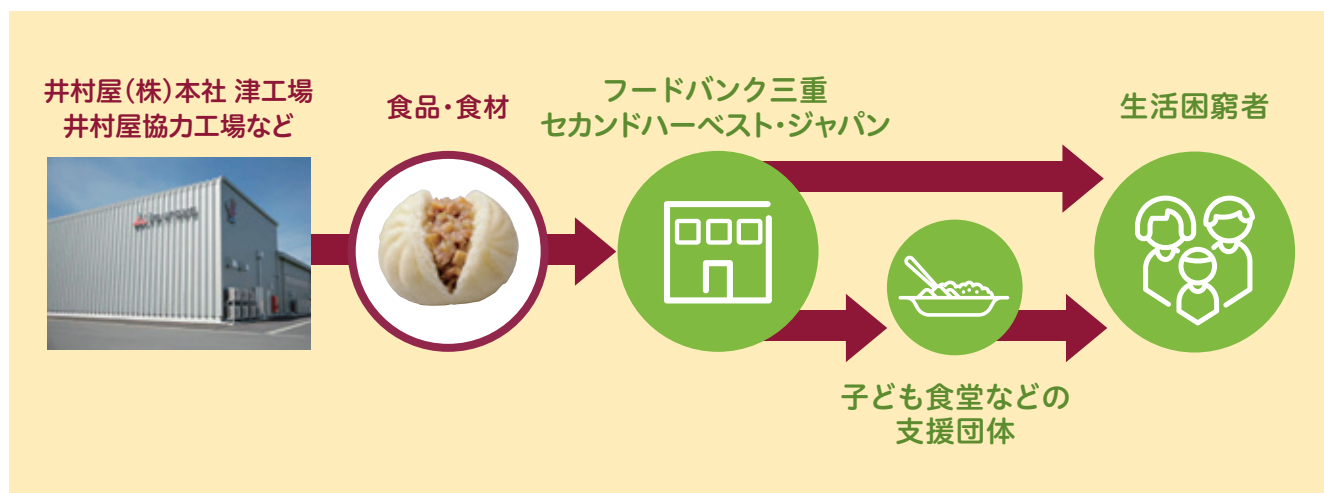 井村屋(株)本社 津工場
井村屋協力工場など
食品・食材
フードバンク三重
セカンドハーベスト・ジャパン
生活困窮者
子ども食堂などの
支援団体